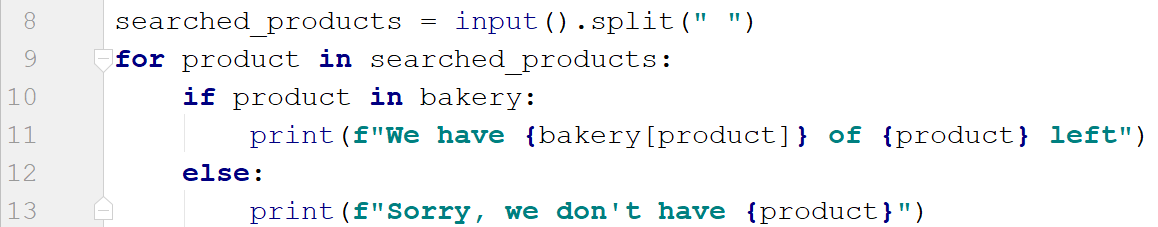 8 searched_products = input().split(" ")
9 for product in searched_products:
10 if product in bakery:
11 print(f"We have {bakery[product]} of {product} left")
12 else:
13 print(f"Sorry, we don't have {product}")